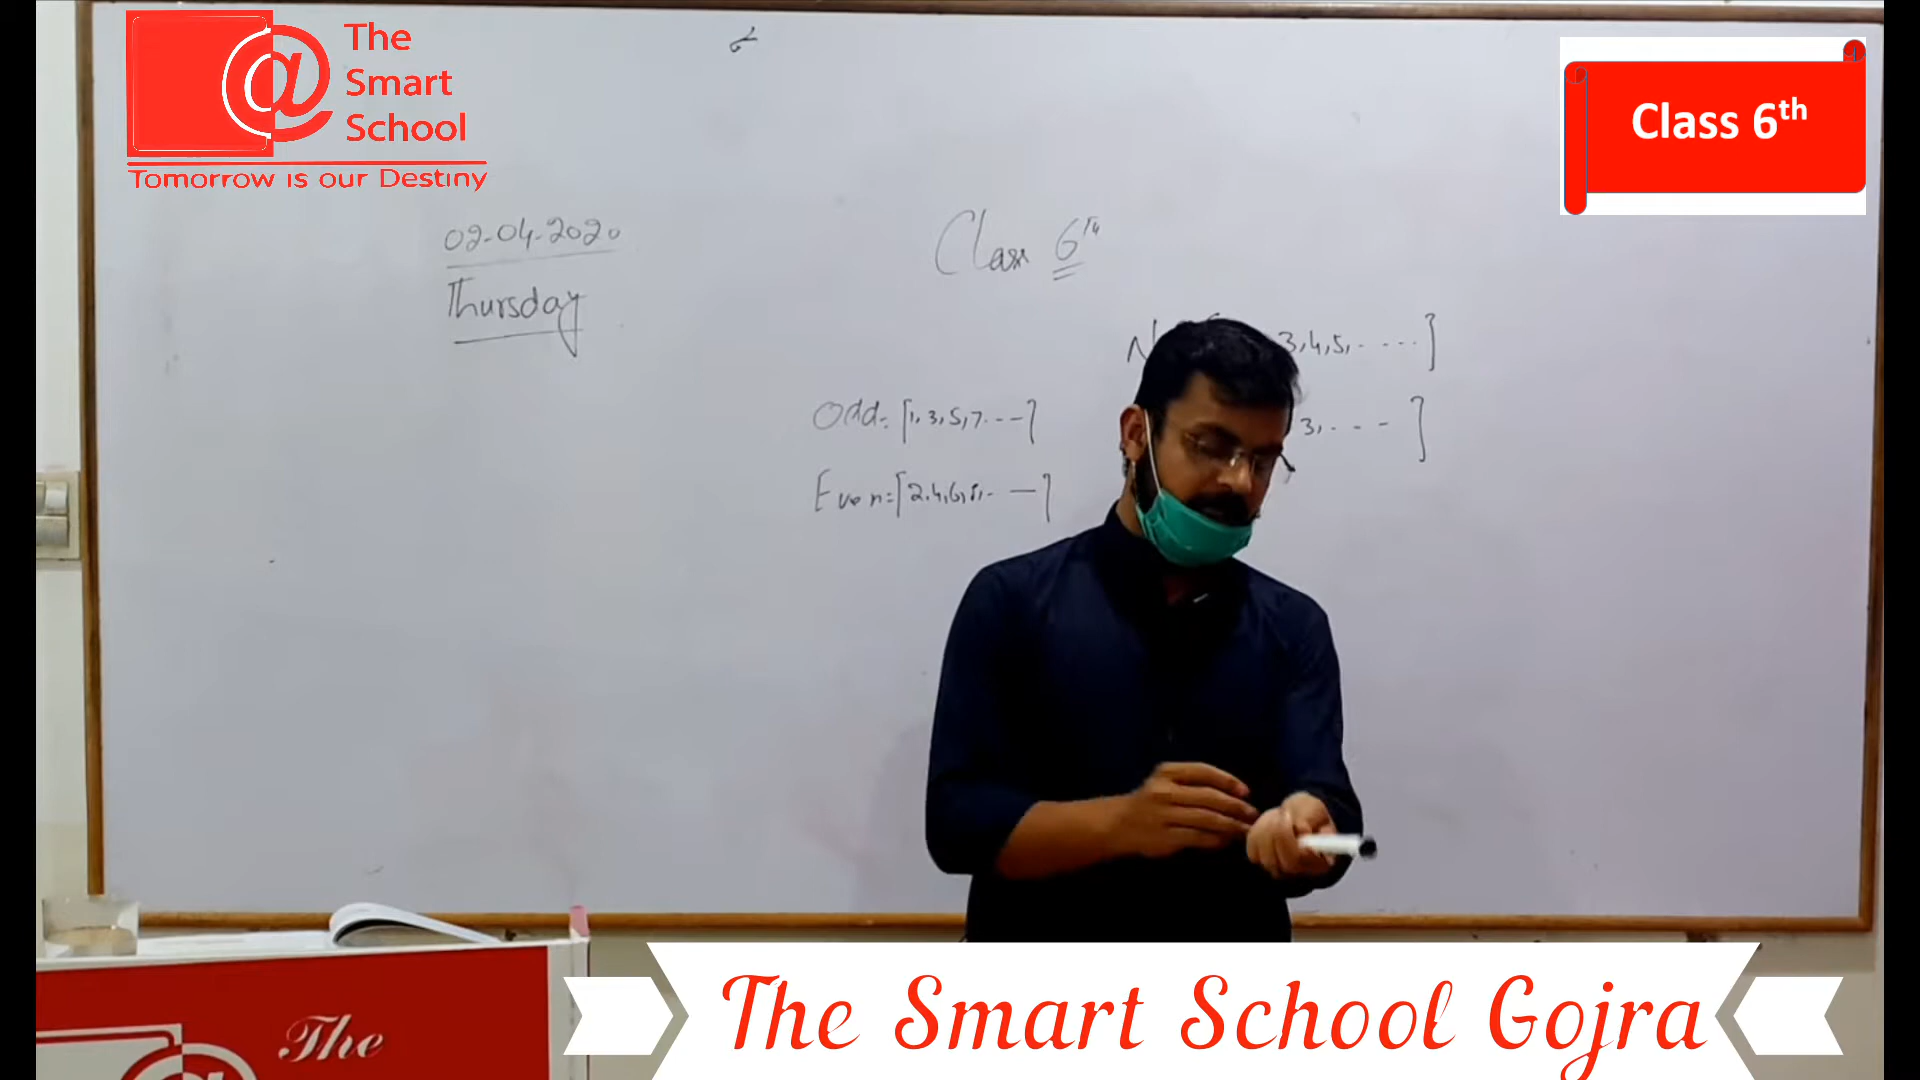 The
Smart
School
Tomorrow is our Destiny
Class 6th
02-04-2020
Thursday
Class 6th
N 3,4,5,.....]
Odd=[1,3,5,7...-]
3,...-]
Even=[2,4,6,8,..—]
The
The Smart School Gojra